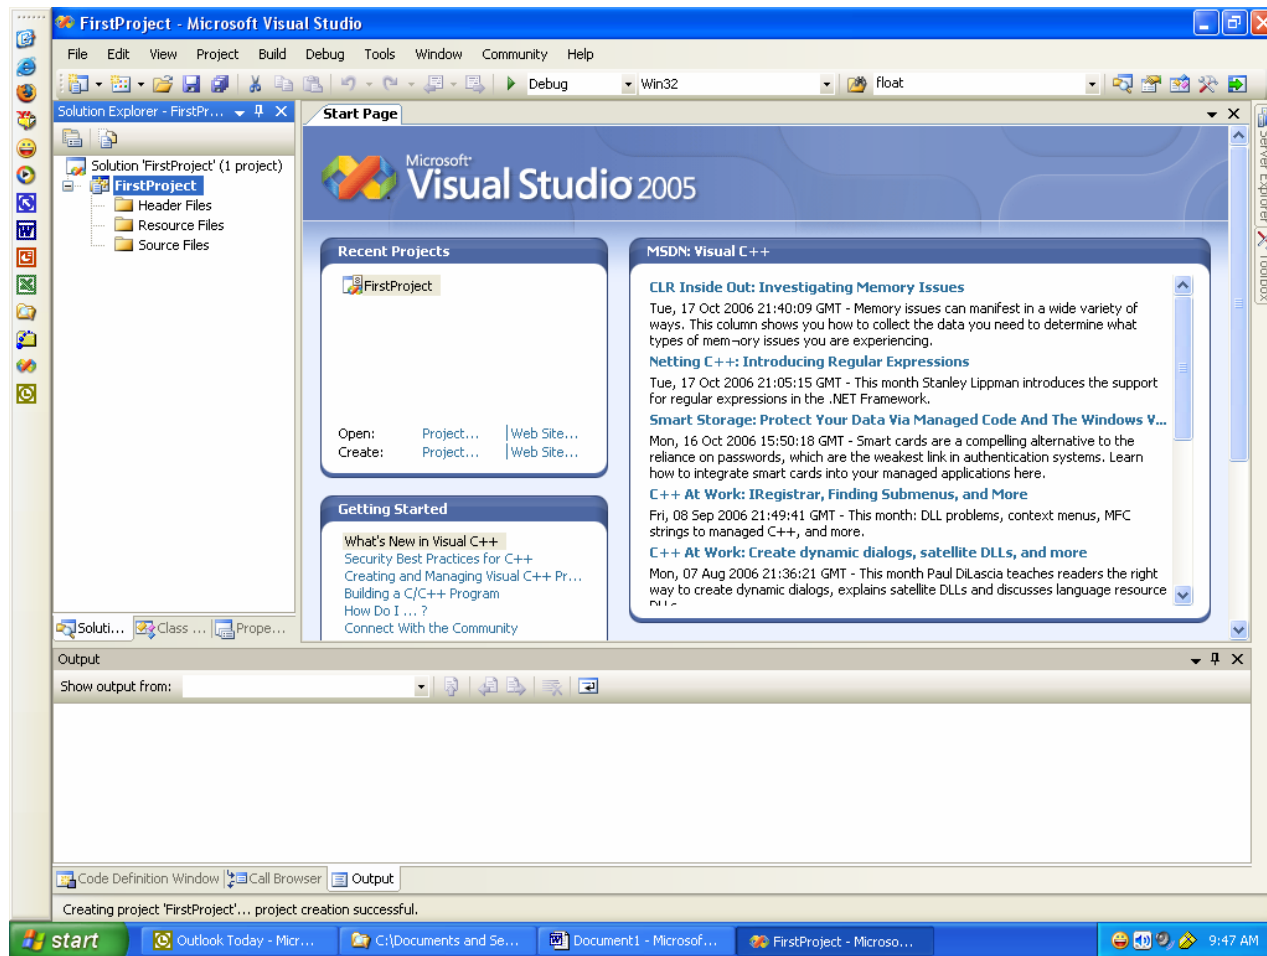 FirstProject - Microsoft Visual Studio
File Edit View Project Build Debug Tools Window Community Help
Debug Win32 float
Solution Explorer - FirstPr...
Solution 'FirstProject' (1 project)
FirstProject
Header Files
Resource Files
Source Files
Soluti... Class ... Prope...
Start Page
Microsoft
Visual Studio 2005
Recent Projects
FirstProject
Open: Project... | Web Site...
Create: Project... | Web Site...
Getting Started
What's New in Visual C++
Security Best Practices for C++
Creating and Managing Visual C++ Pr...
Building a C/C++ Program
How Do I ... ?
Connect With the Community
MSDN: Visual C++
CLR Inside Out: Investigating Memory Issues
Tue, 17 Oct 2006 21:40:09 GMT - Memory issues can manifest in a wide variety of
ways. This column shows you how to collect the data you need to determine what
types of mem¬ory issues you are experiencing.
Netting C++: Introducing Regular Expressions
Tue, 17 Oct 2006 21:05:15 GMT - This month Stanley Lippman introduces the support
for regular expressions in the .NET Framework.
Smart Storage: Protect Your Data Via Managed Code And The Windows V...
Mon, 16 Oct 2006 15:50:18 GMT - Smart cards are a compelling alternative to the
reliance on passwords, which are the weakest link in authentication systems. Learn
how to integrate smart cards into your managed applications here.
C++ At Work: IRegistrar, Finding Submenus, and More
Fri, 08 Sep 2006 21:49:41 GMT - This month: DLL problems, context menus, MFC
strings to managed C++, and more.
C++ At Work: Create dynamic dialogs, satellite DLLs, and more
Mon, 07 Aug 2006 21:36:21 GMT - This month Paul DiLascia teaches readers the right
way to create dynamic dialogs, explains satellite DLLs and discusses language resource
DLLs
Server Explorer
Toolbox
Output
Show output from:
Code Definition Window Call Browser Output
Creating project 'FirstProject'... project creation successful.
start Outlook Today - Micr... C:\Documents and Se... Document1 - Microsof... FirstProject - Microso... 9:47 AM